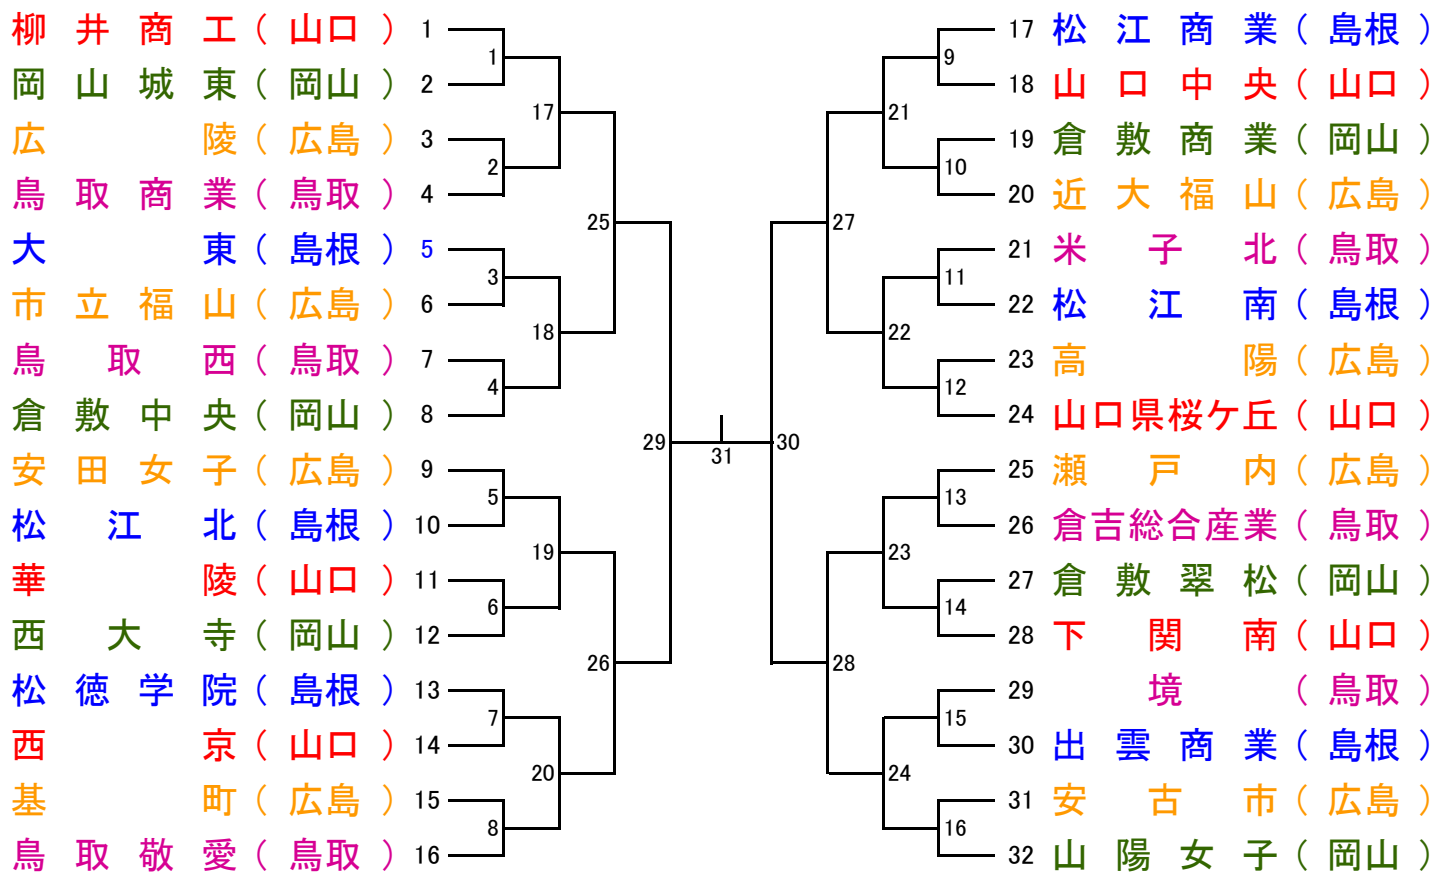 柳井商工(山口) 1
岡山城東(岡山) 2
広陵(広島) 3
鳥取商業(鳥取) 4
大東(島根) 5
市立福山(広島) 6
鳥取西(鳥取) 7
倉敷中央(岡山) 8
安田女子(広島) 9
松江北(島根) 10
華陵(山口) 11
西大寺(岡山) 12
松徳学院(島根) 13
西京(山口) 14
基町(広島) 15
鳥取敬愛(鳥取) 16
1
2
3
4
5
6
7
8
17
18
19
20
25
26
29
31
30
27
28
21
22
23
24
9
10
11
12
13
14
15
16
17 松江商業(島根)
18 山口中央(山口)
19 倉敷商業(岡山)
20 近大福山(広島)
21 米子北(鳥取)
22 松江南(島根)
23 高陽(広島)
24 山口県桜ケ丘(山口)
25 瀬戸内(広島)
26 倉吉総合産業(鳥取)
27 倉敷翠松(岡山)
28 下関南(山口)
29 境(鳥取)
30 出雲商業(島根)
31 安古市(広島)
32 山陽女子(岡山)